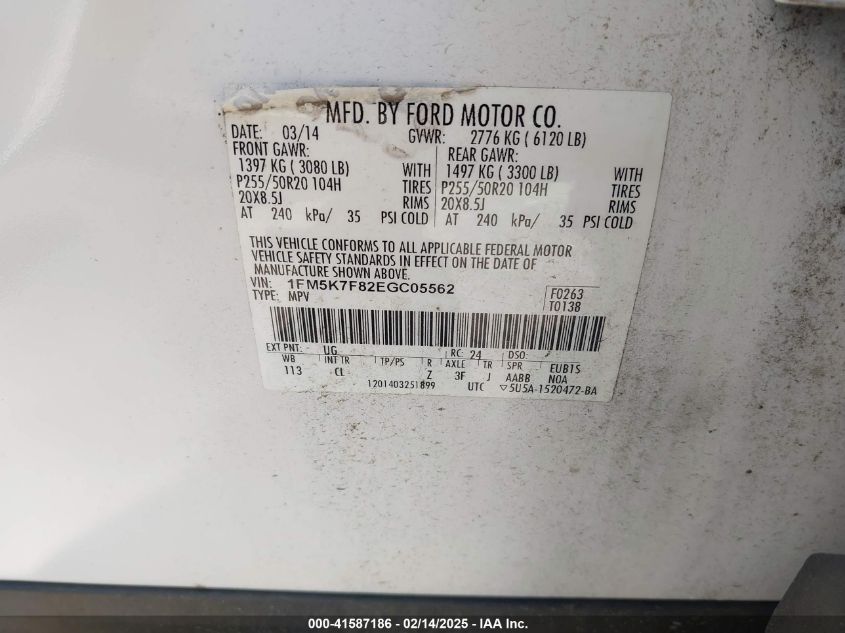 MFD. BY FORD MOTOR CO.
DATE: 03/14 GVWR: 2776 KG ( 6120 LB)
FRONT GAWR: REAR GAWR:
1397 KG ( 3080 LB) WITH 1497 KG ( 3300 LB) WITH
P255/50R20 104H TIRES P255/50R20 104H TIRES
20X8.5J RIMS 20X8.5J RIMS
AT 240 kPa/ 35 PSI COLD AT 240 kPa/ 35 PSI COLD
THIS VEHICLE CONFORMS TO ALL APPLICABLE FEDERAL MOTOR
VEHICLE SAFETY STANDARDS IN EFFECT ON THE DATE OF
MANUFACTURE SHOWN ABOVE.
VIN: 1FM5K7F82EGC05562 F0263
TYPE: MPV T0138
EXT PNT: UG RC: 24 DSO:
WB INT TR TP/PS R AXLE TR SPR EUB1S
113 CL Z 3F J AABB NOA
1201403251899 UTC ▽5U5A-1520472-BA
000-41587186 - 02/14/2025 - IAA Inc.